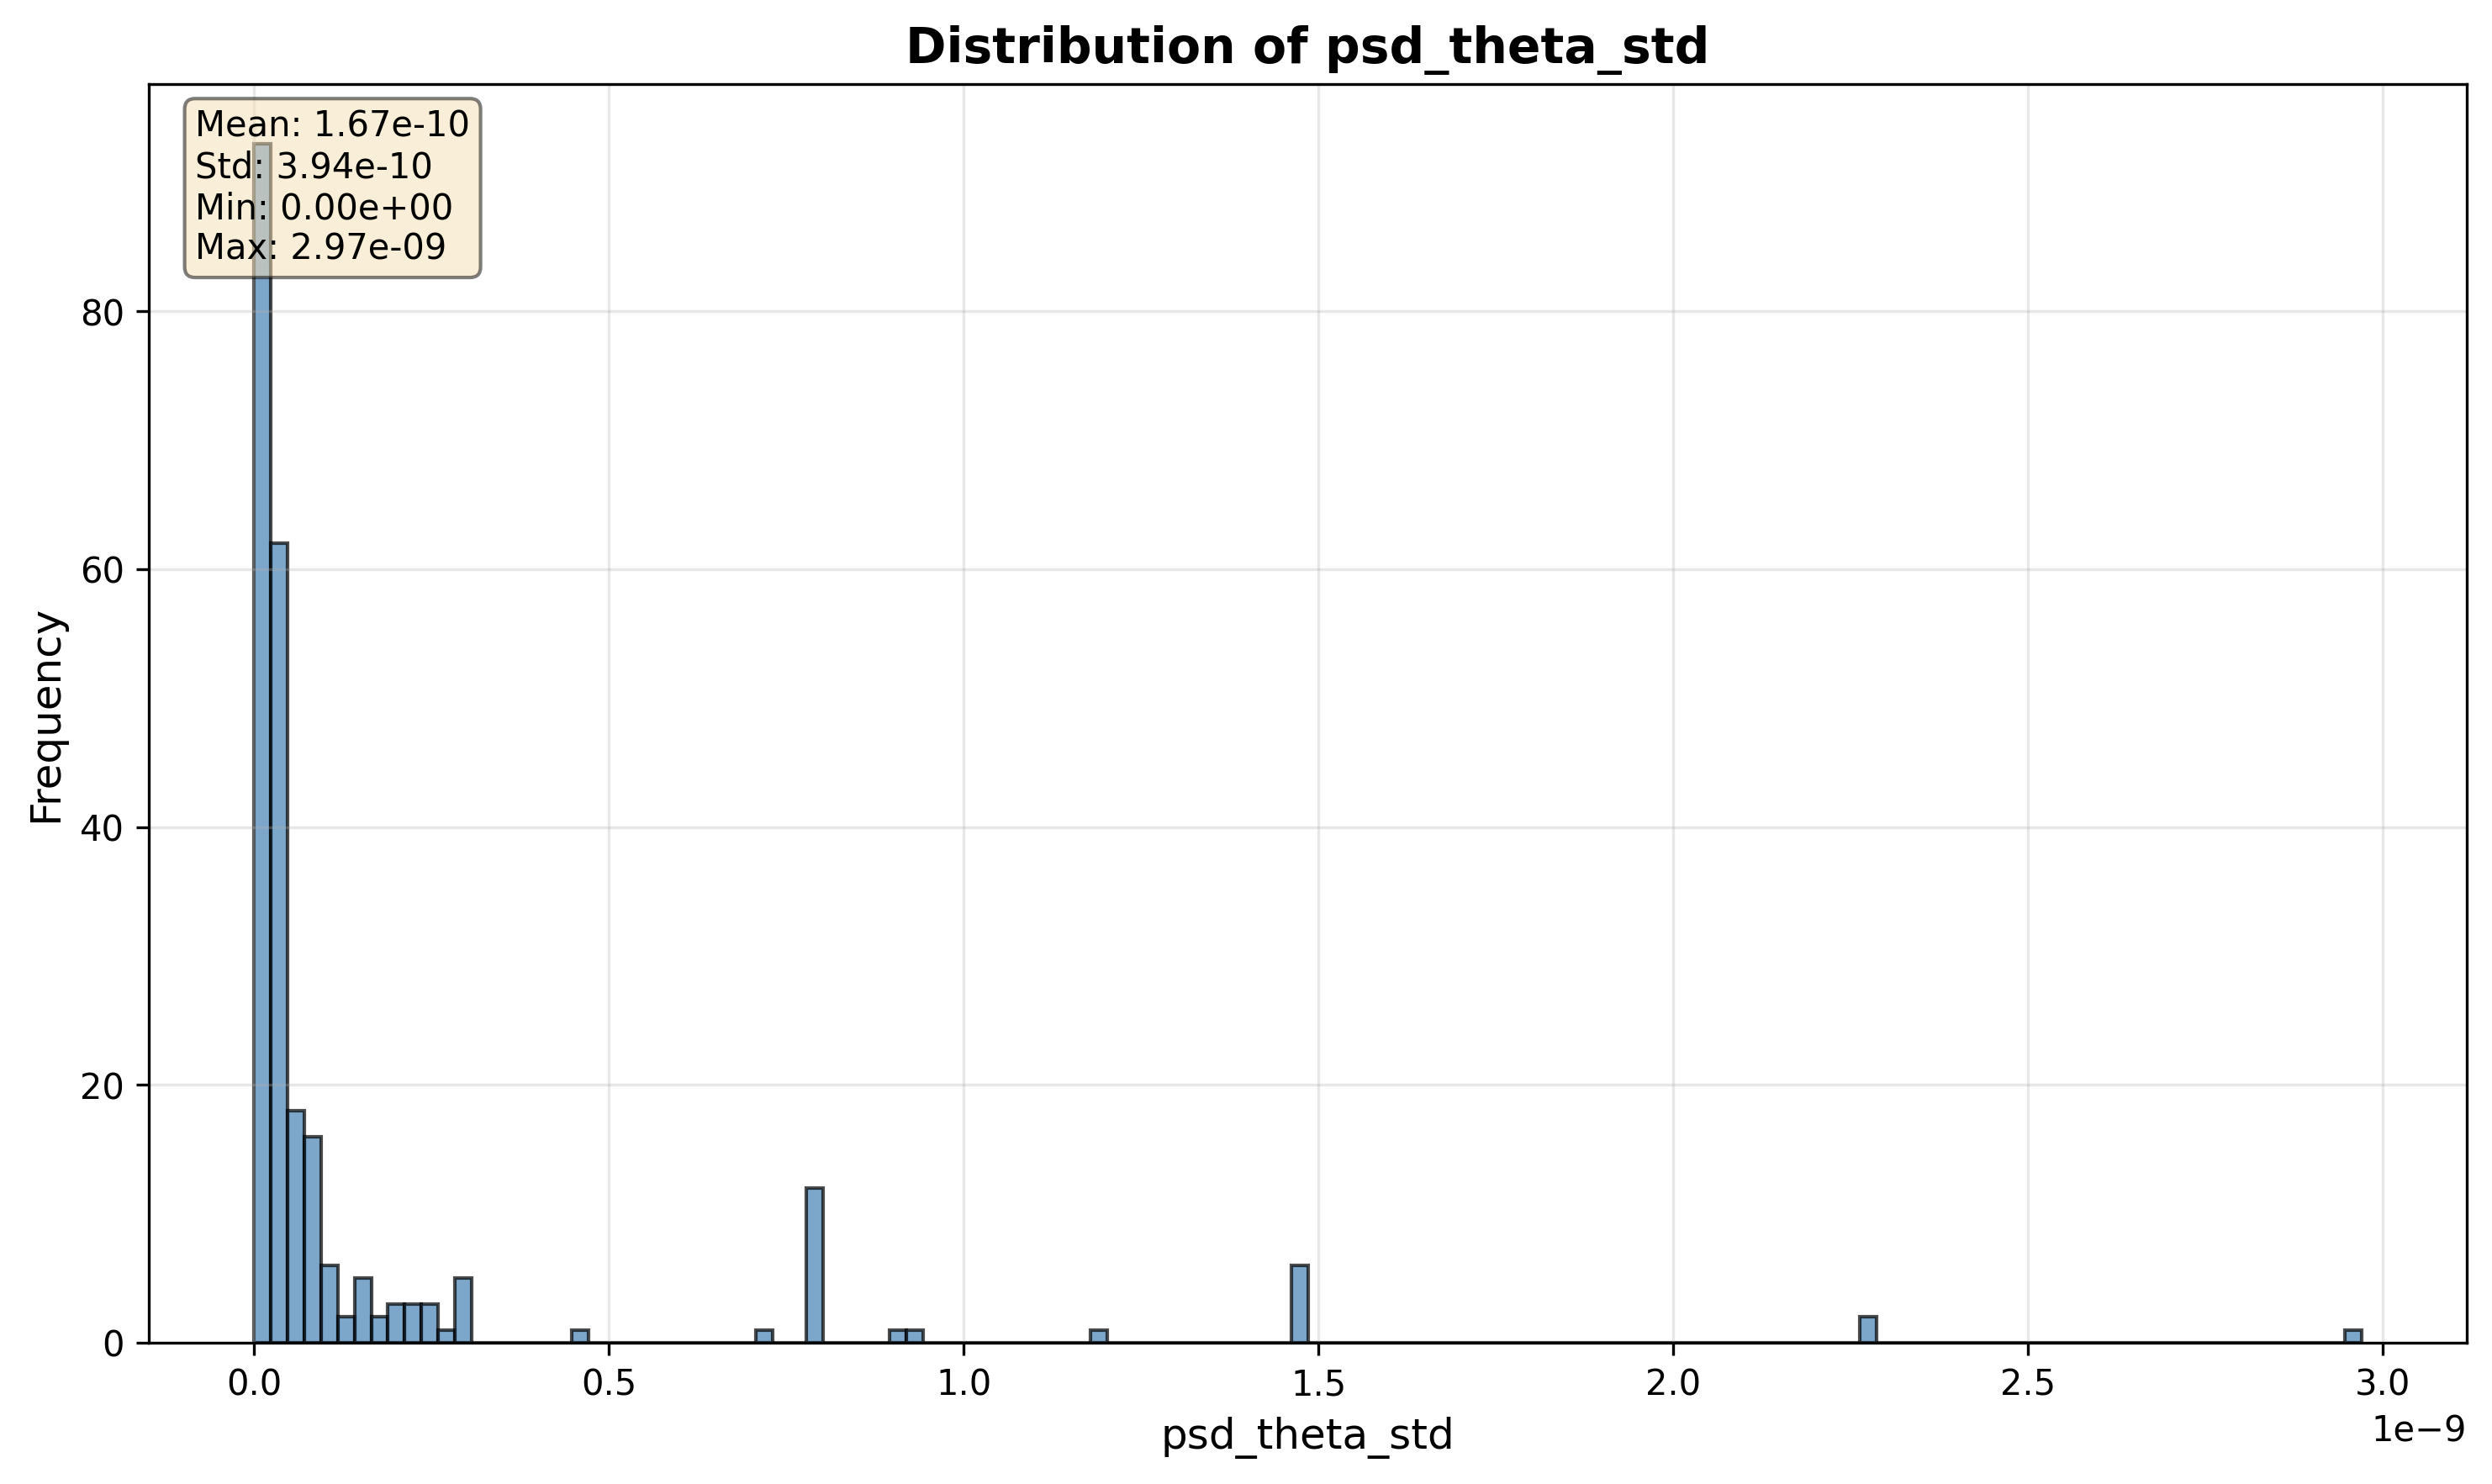 Distribution of psd_theta_std
Mean: 1.67e-10
Std: 3.94e-10
Min: 0.00e+00
Max: 2.97e-09
80
60
40
20
0
Frequency
0.0 0.5 1.0 1.5 2.0 2.5 3.0
1e−9
psd_theta_std